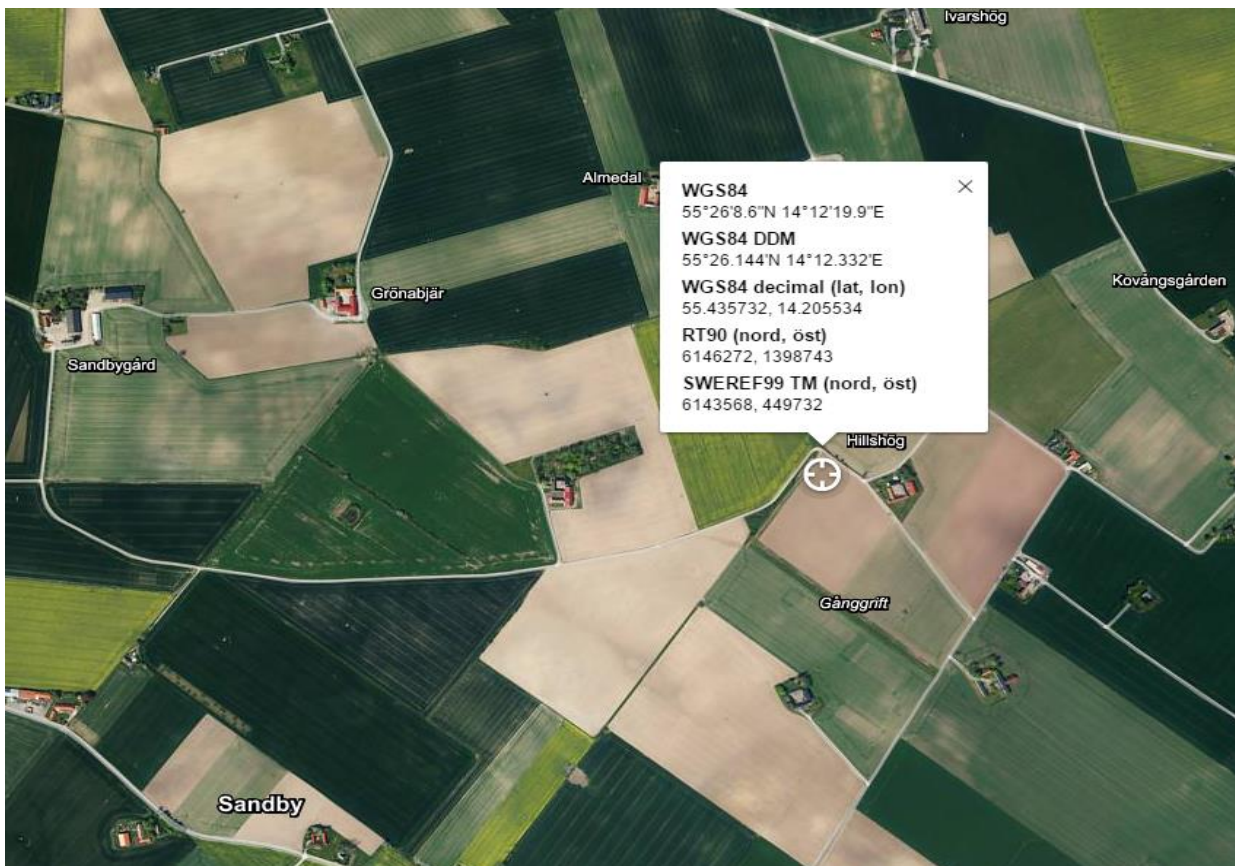 Ivarshög
Almedal
WGS84
55°26'8.6"N 14°12'19.9"E
WGS84 DDM
55°26.144'N 14°12.332'E
WGS84 decimal (lat, lon)
55.435732, 14.205534
RT90 (nord, öst)
6146272, 1398743
SWEREF99 TM (nord, öst)
6143568, 449732
Kovångsgården
Grönabjär
Sandbygård
Hillshög
Gånggrift
Sandby